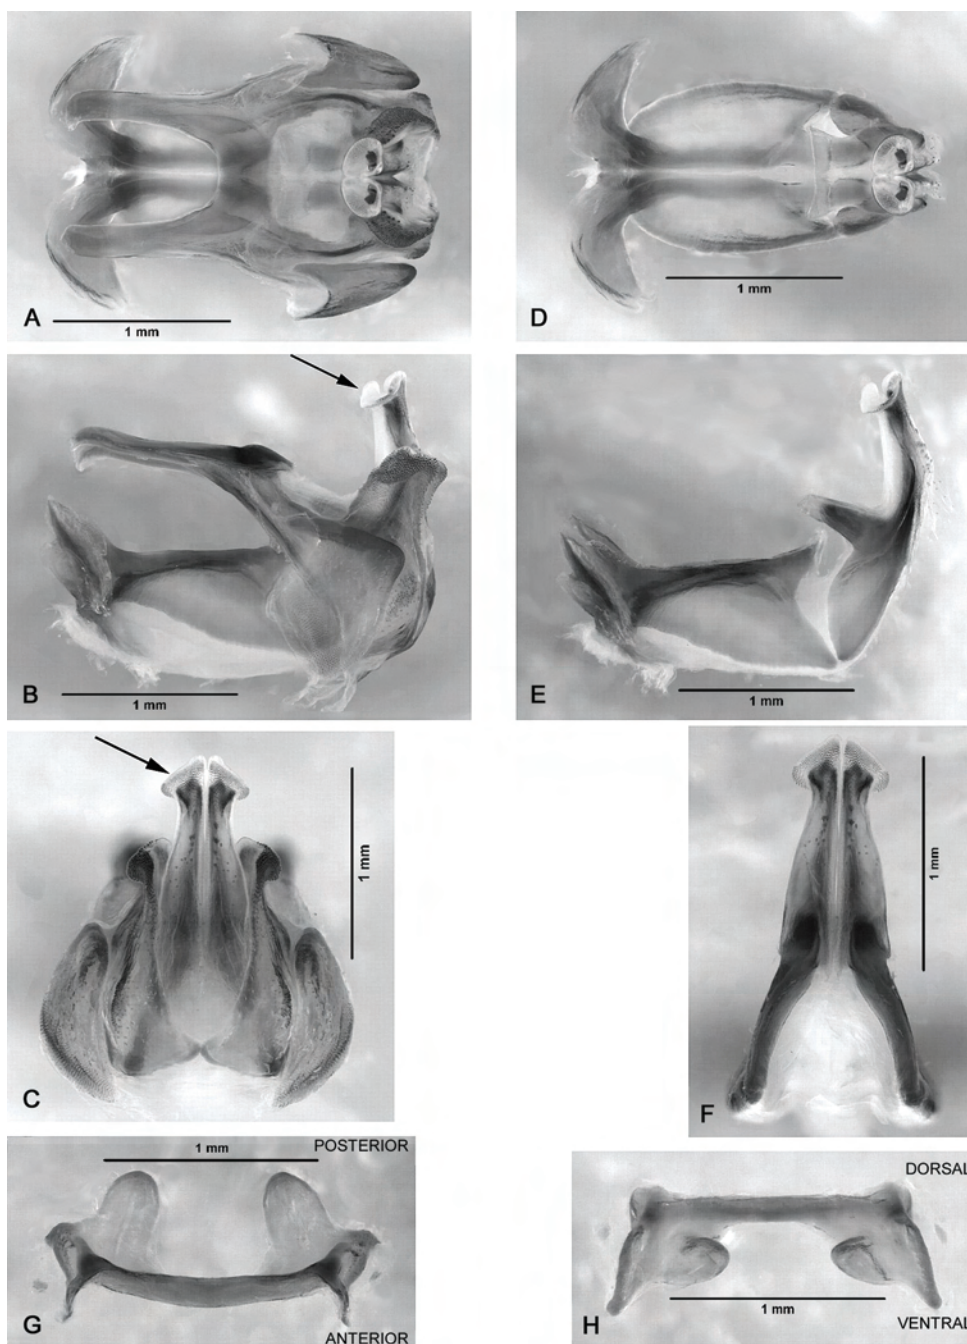 A
1 mm
D
1 mm
B
1 mm
E
1 mm
C
1 mm
F
1 mm
POSTERIOR
1 mm
G
ANTERIOR
DORSAL
1 mm
H
VENTRAL